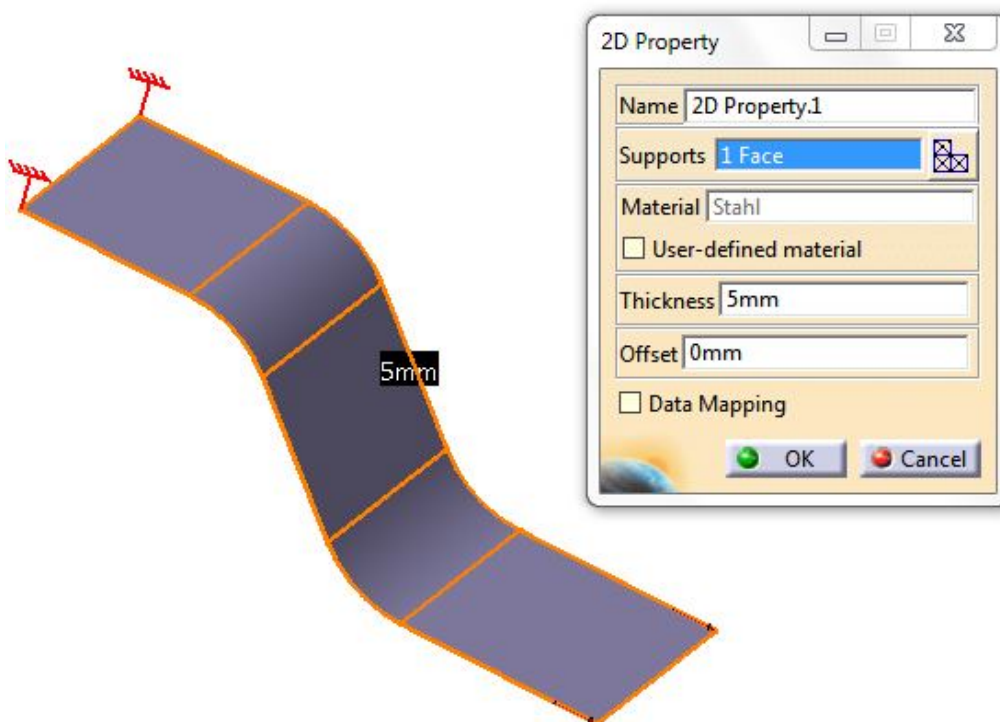 2D Property
Name 2D Property.1
Supports 1 Face
Material Stahl
User-defined material
Thickness 5mm
5mm
Offset 0mm
Data Mapping
OK Cancel